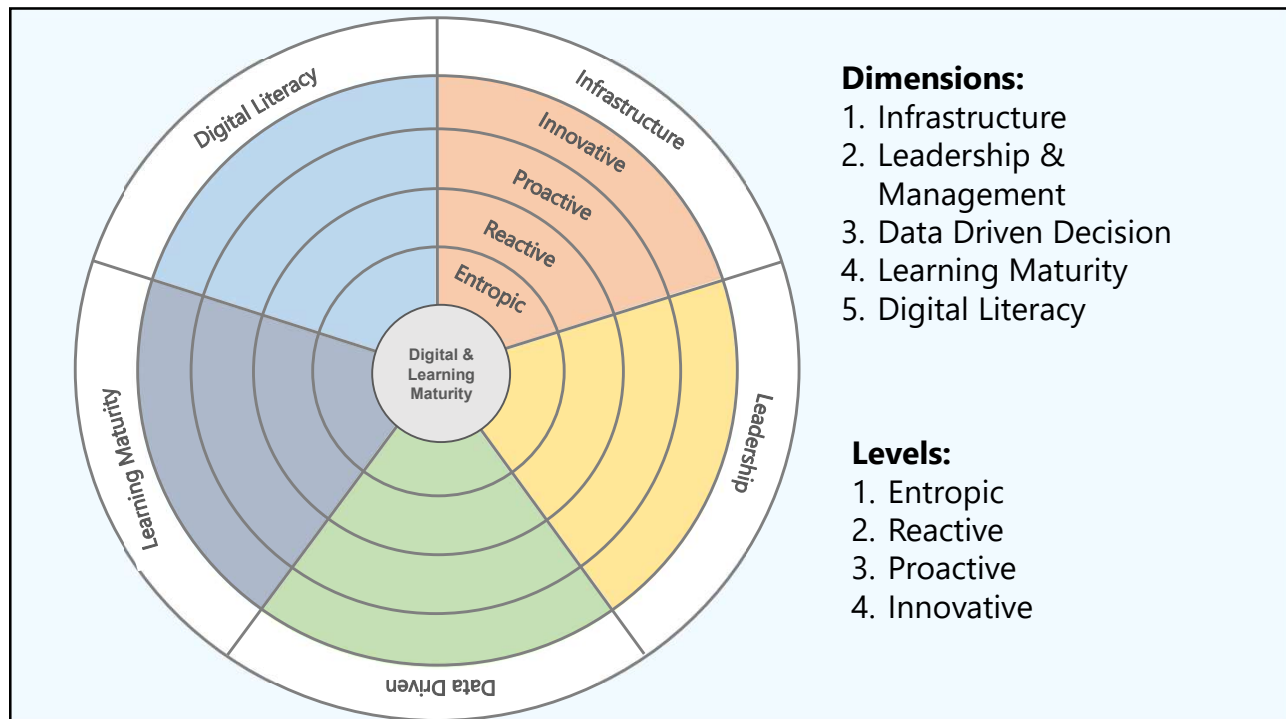 Digital Literacy
Infrastructure
Innovative
Proactive
Reactive
Entropic
Digital &
Learning
Maturity
Learning Maturity
Leadership
Data Driven
Dimensions:
1. Infrastructure
2. Leadership &
Management
3. Data Driven Decision
4. Learning Maturity
5. Digital Literacy
Levels:
1. Entropic
2. Reactive
3. Proactive
4. Innovative